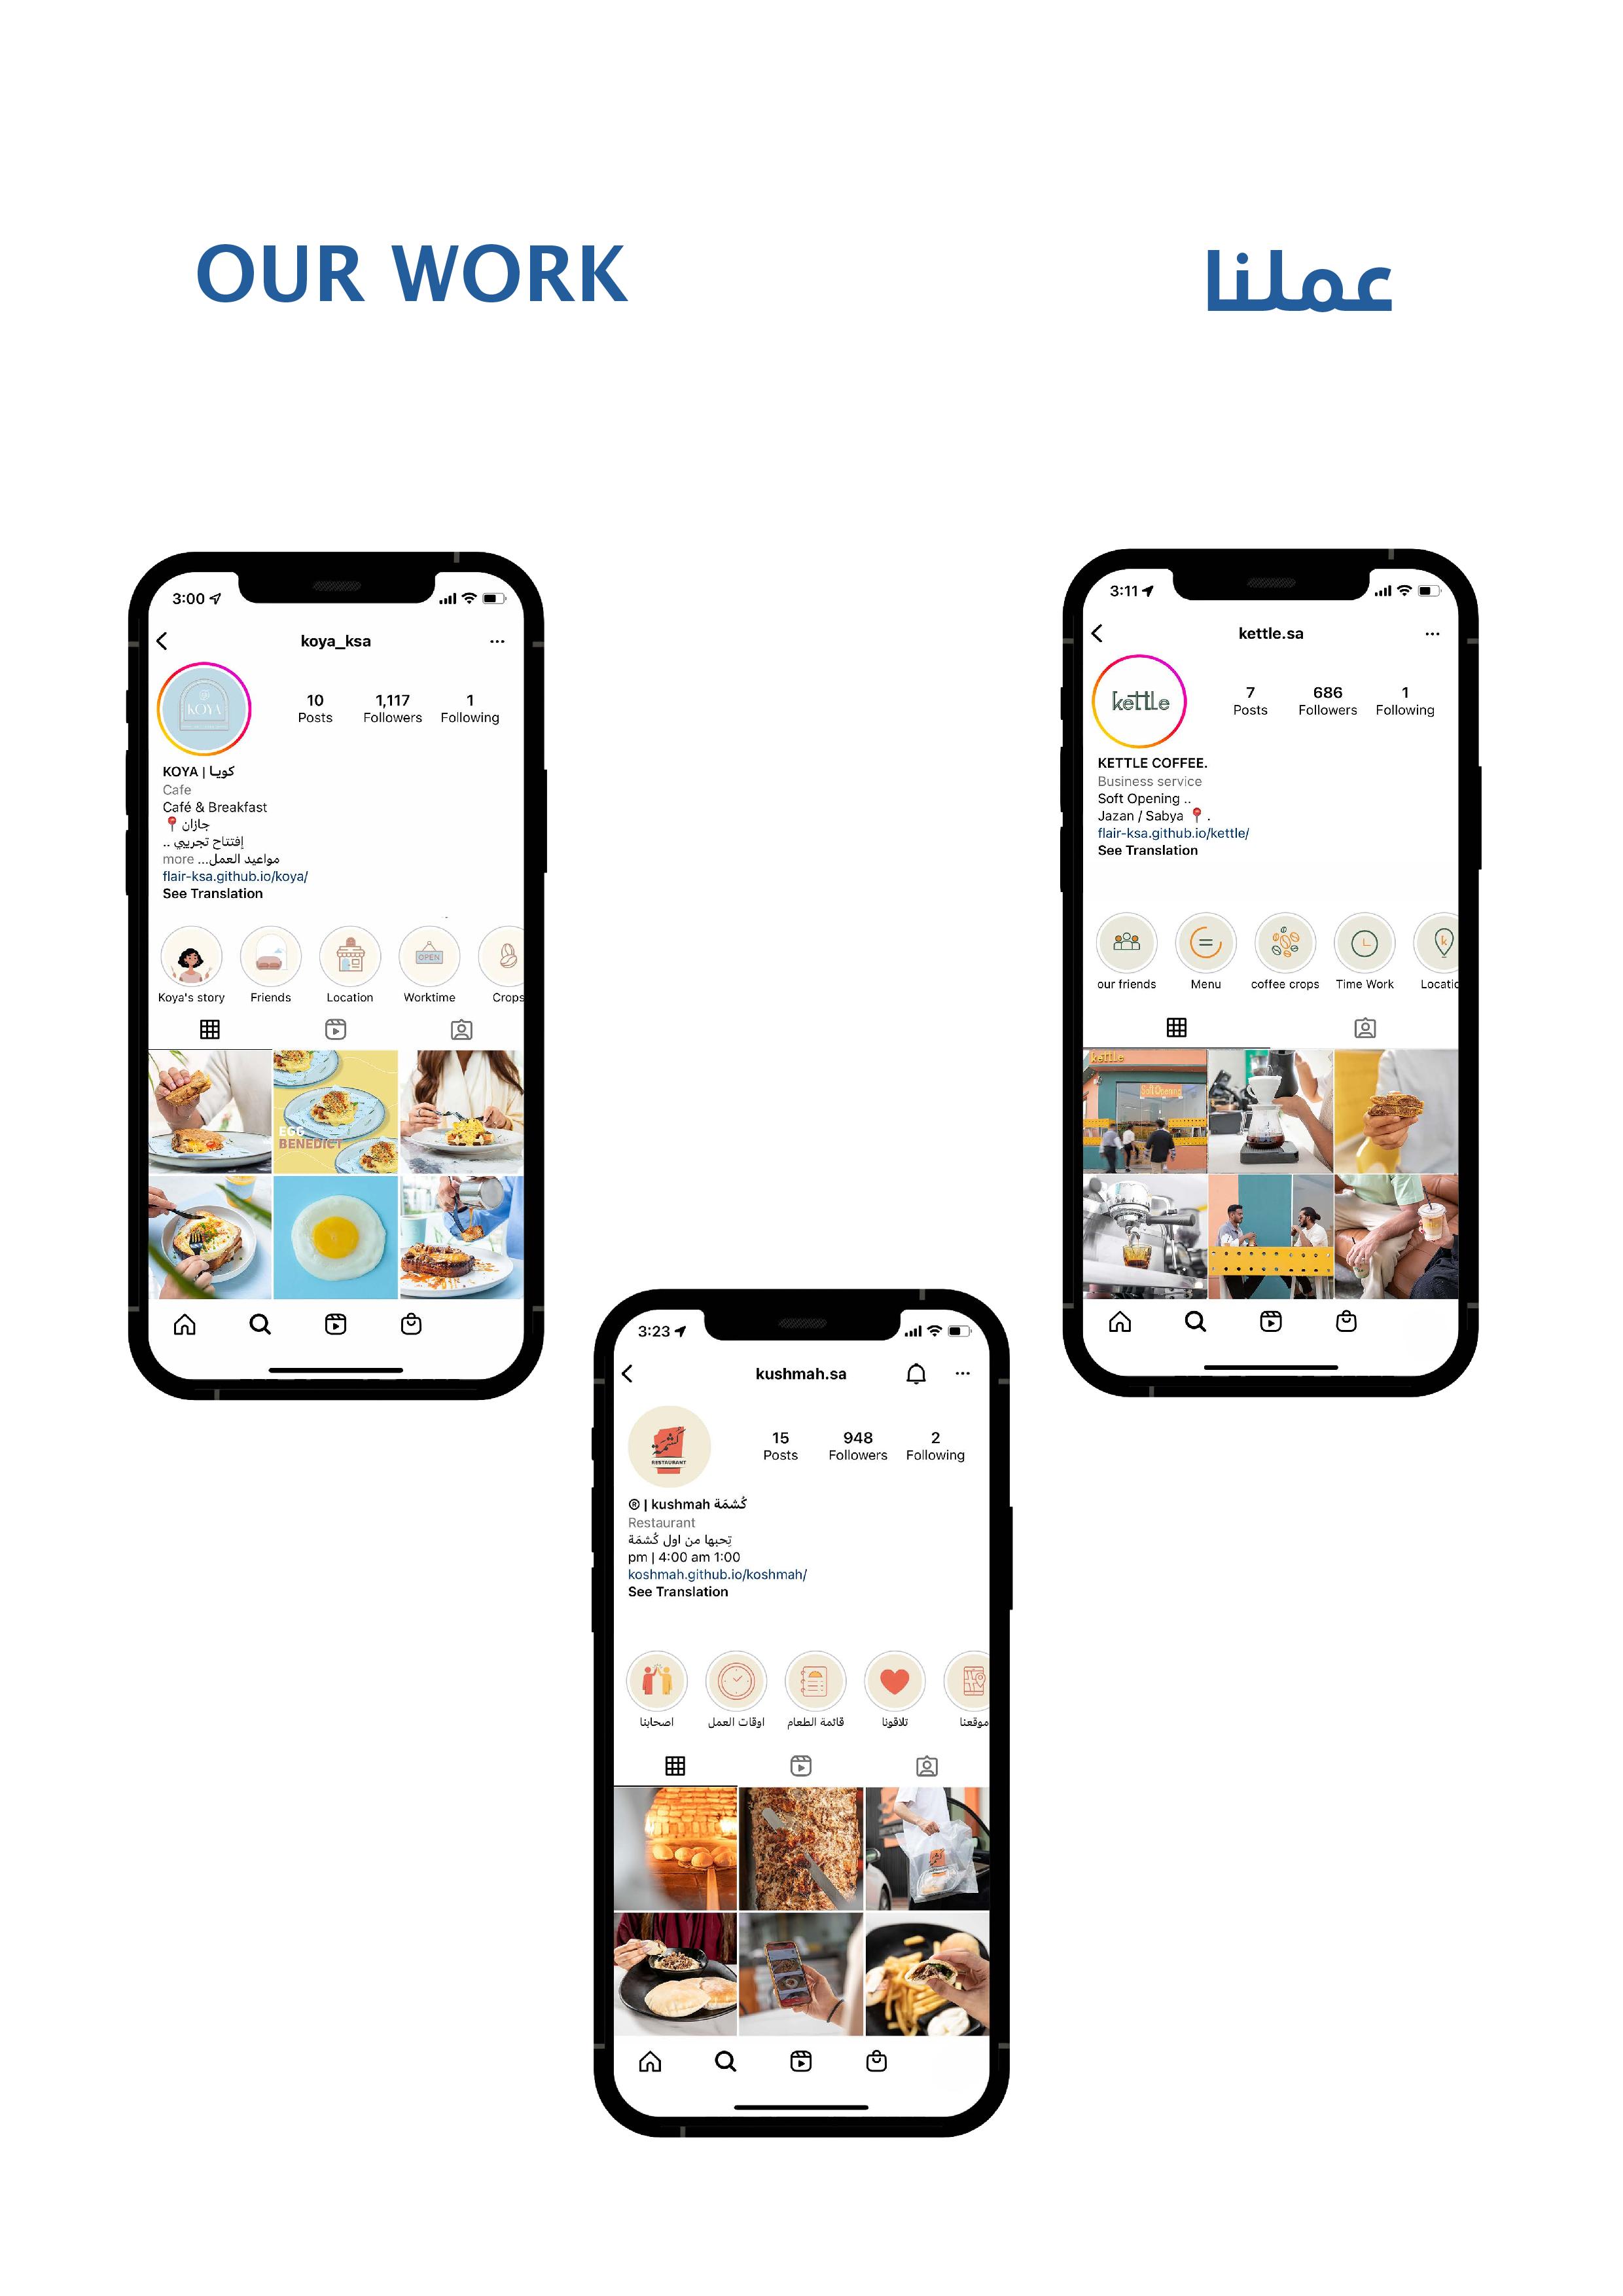 OUR WORK
عملنا
3:00
koya_ksa
KOYA
10 1,117 1
Posts Followers Following
KOYA | كويا
Cafe
Café & Breakfast
جازان
إفتتاح تجريبي ..
مواعيد العمل... more
flair-ksa.github.io/koya/
See Translation
Koya's story Friends Location Worktime Crops
OPEN
EGG
BENEDICT
3:11
kettle.sa
kettle
7 686 1
Posts Followers Following
KETTLE COFFEE.
Business service
Soft Opening ..
Jazan / Sabya .
flair-ksa.github.io/kettle/
See Translation
our friends Menu coffee crops Time Work Locatio
kettle
Soft Opening
3:23
kushmah.sa
كشمة
RESTAURANT
15 948 2
Posts Followers Following
® | kushmah كُشمَة
Restaurant
تِحبها من اول كُشمَة
pm | 4:00 am 1:00
koshmah.github.io/koshmah/
See Translation
اصحابنا اوقات العمل قائمة الطعام تلاقونا موقعنا